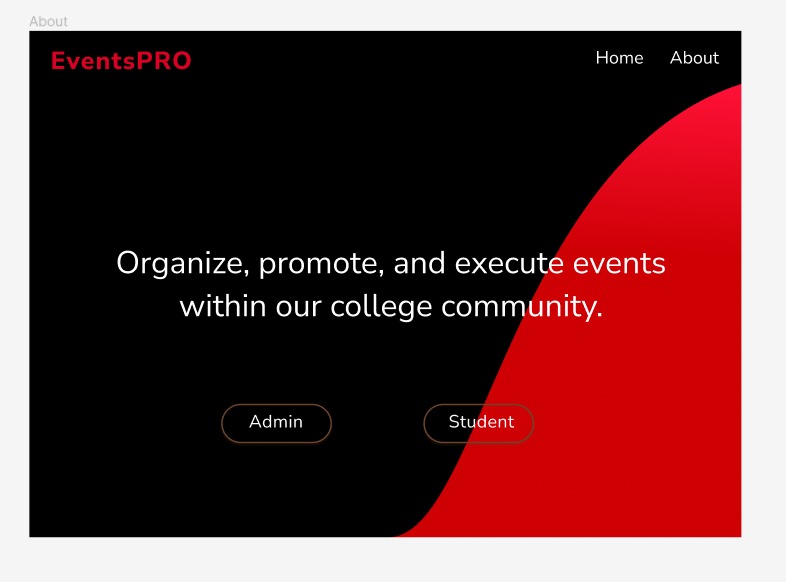 About
EventsPRO
Home About
Organize, promote, and execute events
within our college community.
Admin Student